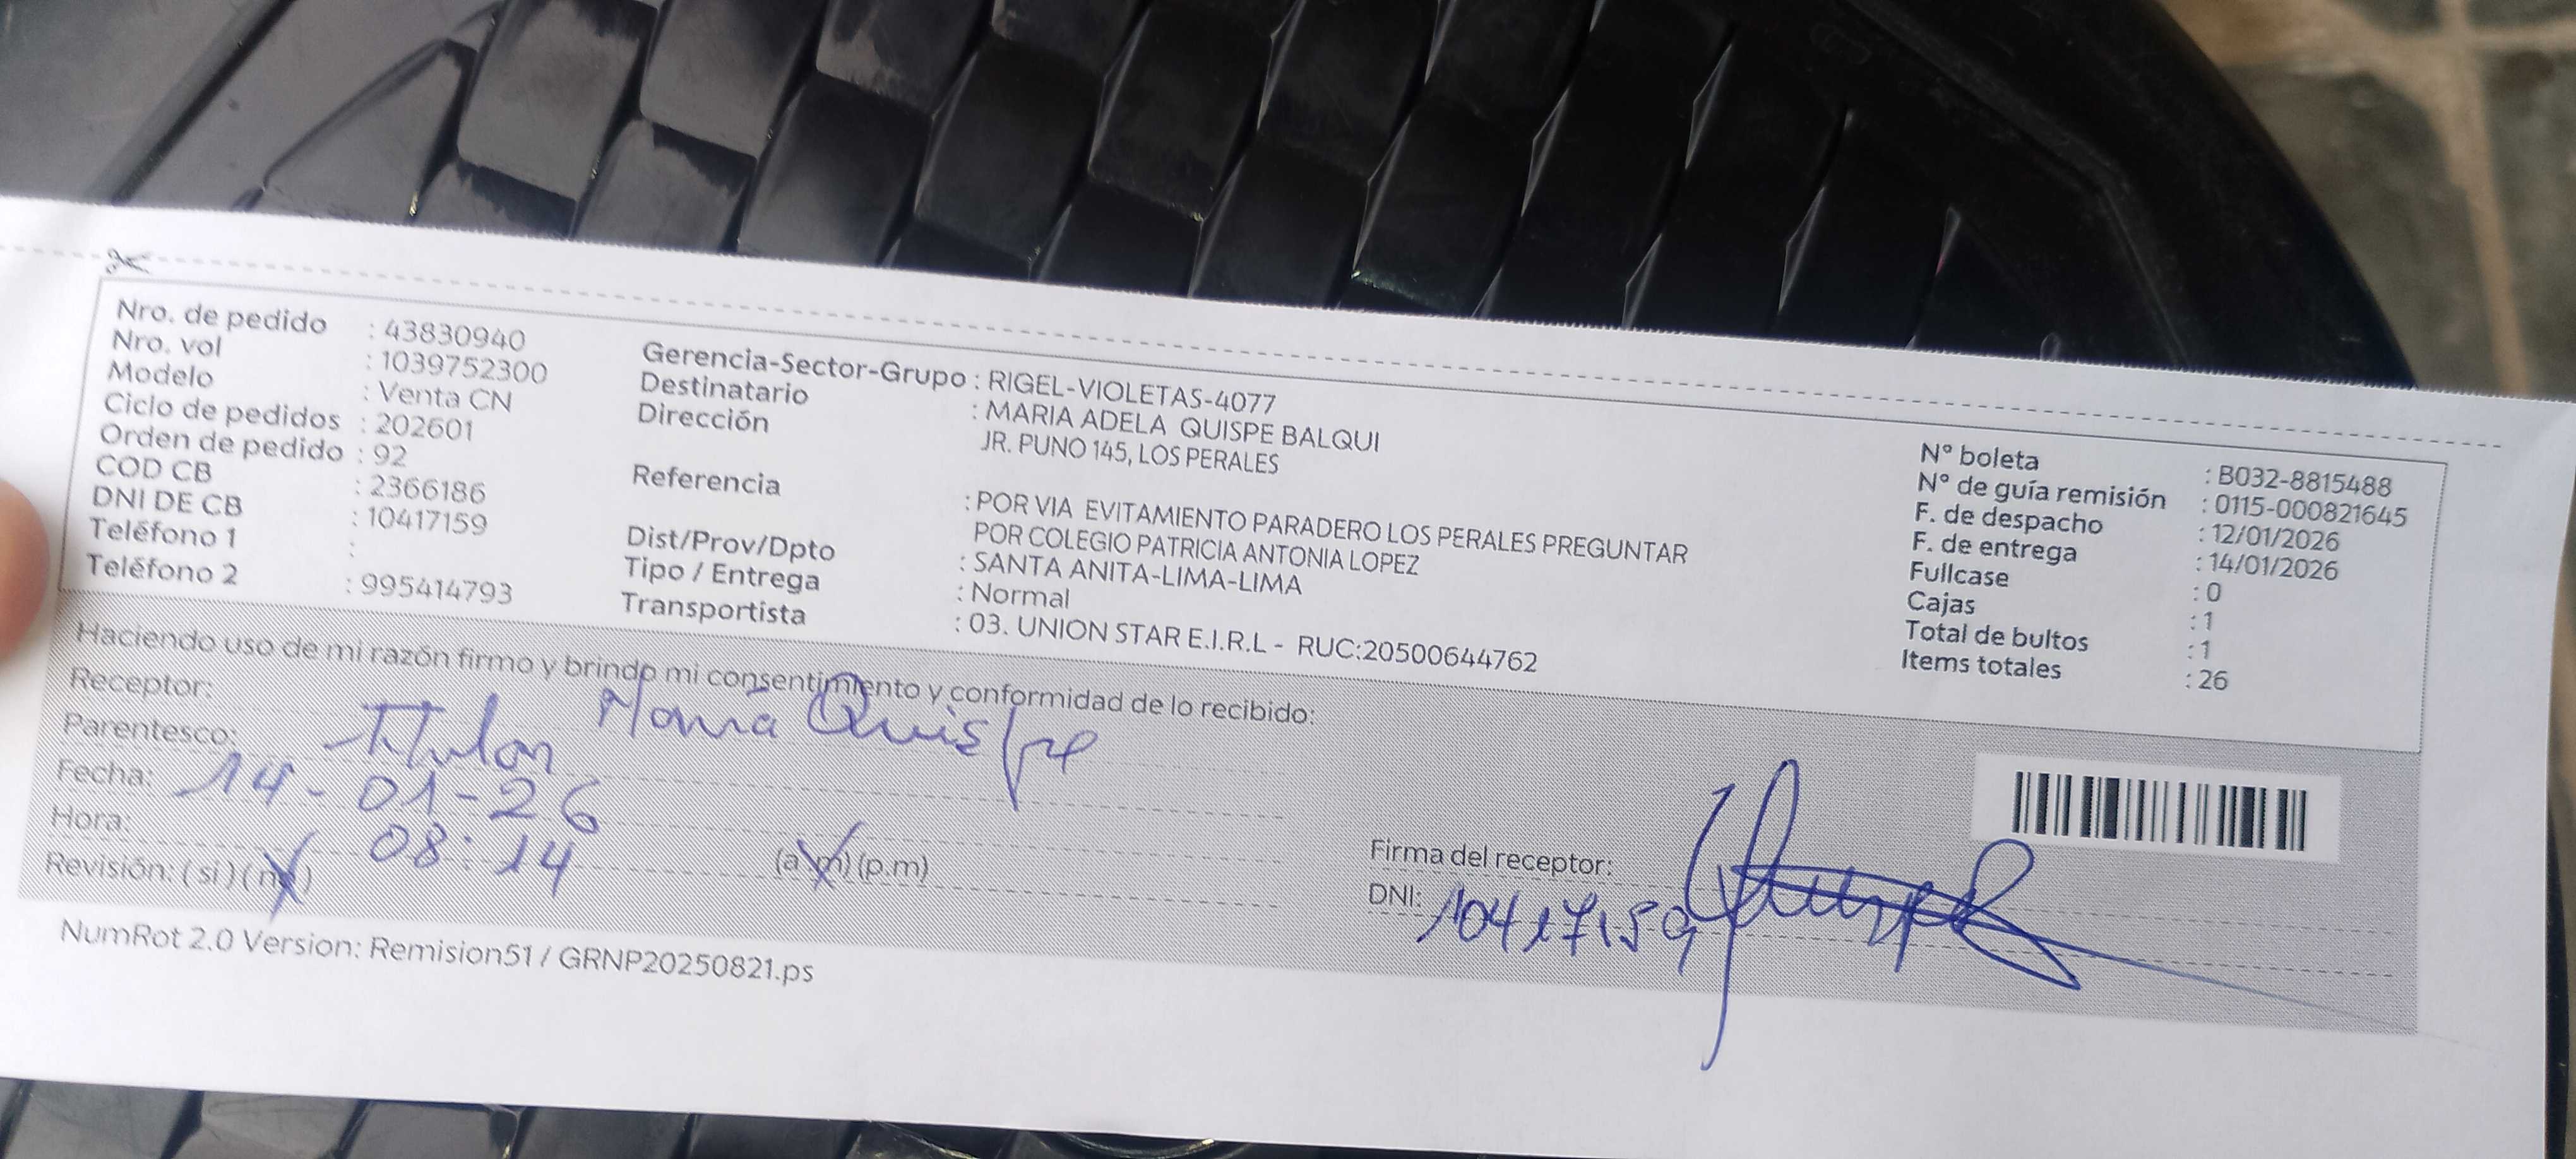 Nro. de pedido : 43830940
Nro. vol : 1039752300
Modelo : Venta CN
Ciclo de pedidos : 202601
Orden de pedido : 92
COD CB : 2366186
DNI DE CB : 10417159
Teléfono 1 :
Teléfono 2 : 995414793
Gerencia-Sector-Grupo : RIGEL-VIOLETAS-4077
Destinatario : MARIA ADELA QUISPE BALQUI
Dirección JR. PUNO 145, LOS PERALES
Referencia : POR VIA EVITAMIENTO PARADERO LOS PERALES PREGUNTAR
POR COLEGIO PATRICIA ANTONIA LOPEZ
Dist/Prov/Dpto : SANTA ANITA-LIMA-LIMA
Tipo / Entrega : Normal
Transportista : 03. UNION STAR E.I.R.L - RUC:20500644762
N° boleta : B032-8815488
N° de guía remisión : 0115-000821645
F. de despacho : 12/01/2026
F. de entrega : 14/01/2026
Fullcase : 0
Cajas : 1
Total de bultos : 1
Items totales : 26
Haciendo uso de mi razón firmo y brindo mi consentimiento y conformidad de lo recibido:
Receptor: Maria Quispe
Parentesco: Titular
Fecha: 14-01-26
Hora: 08:14 (a.m) (p.m)
Revisión: ( si ) ( no )
Firma del receptor:
DNI: 10417159
NumRot 2.0 Version: Remision51 / GRNP20250821.ps